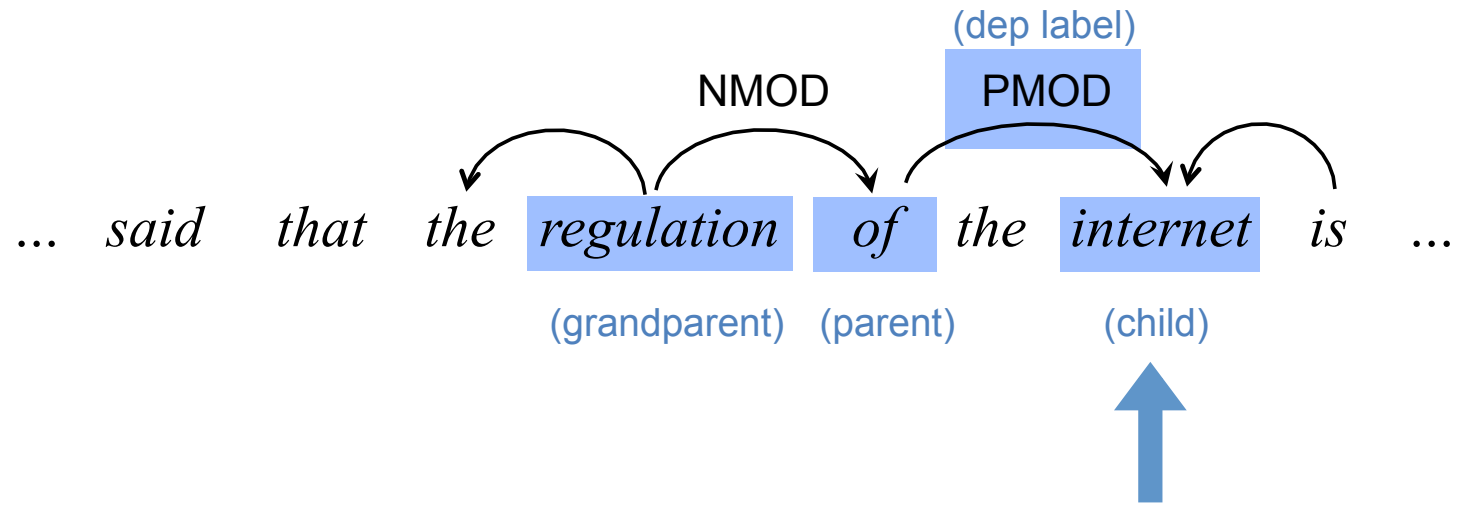 (dep label)
NMOD PMOD
... said that the regulation of the internet is ...
(grandparent) (parent) (child)